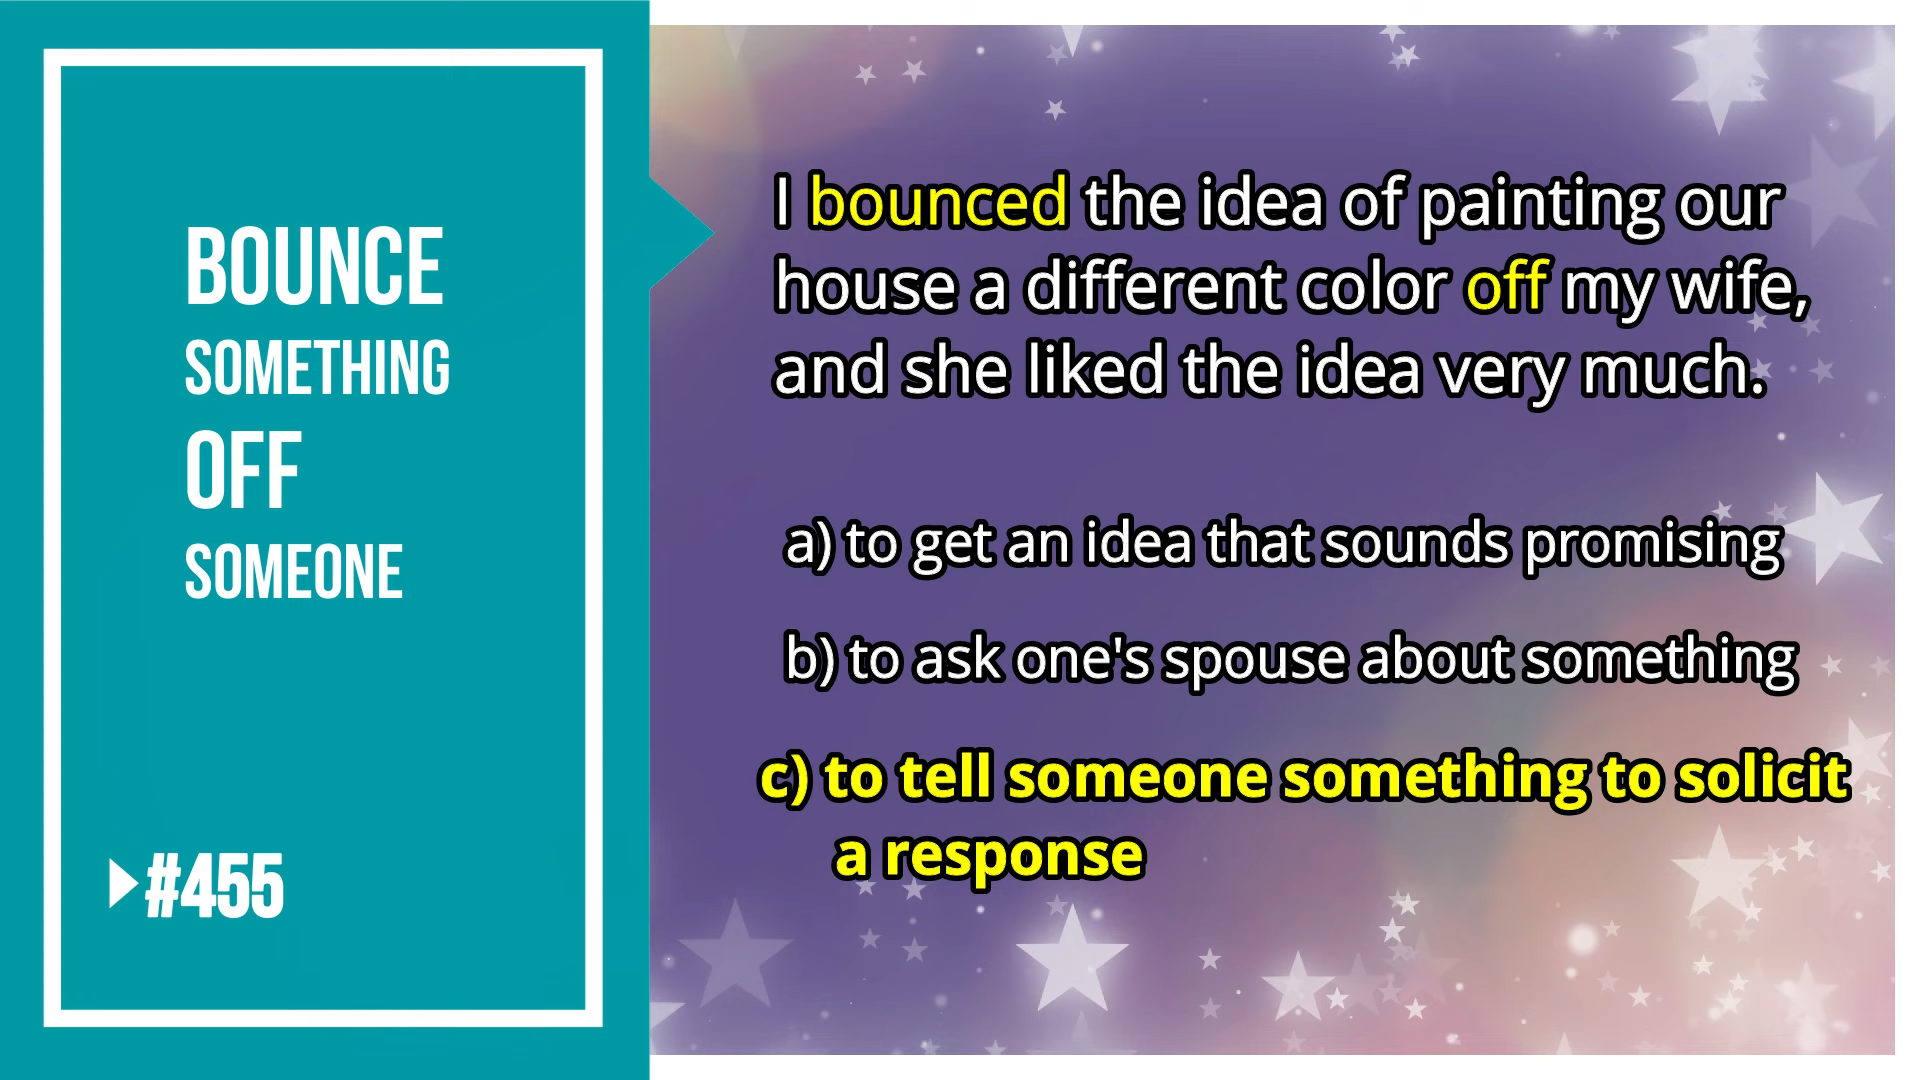 BOUNCE
SOMETHING
OFF
SOMEONE
#455
I bounced the idea of painting our
house a different color off my wife,
and she liked the idea very much.
a) to get an idea that sounds promising
b) to ask one's spouse about something
c) to tell someone something to solicit
a response